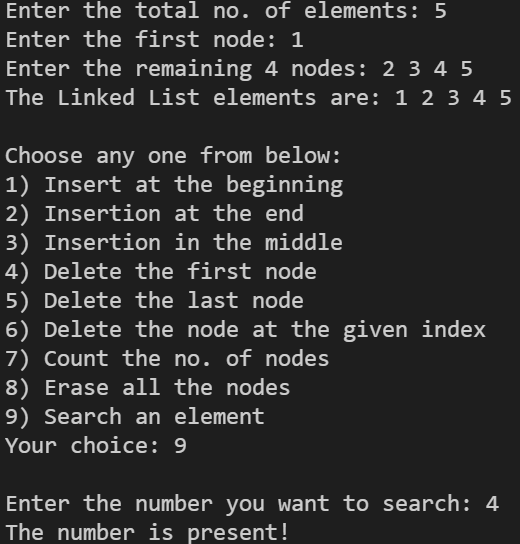 Enter the total no. of elements: 5
Enter the first node: 1
Enter the remaining 4 nodes: 2 3 4 5
The Linked List elements are: 1 2 3 4 5
Choose any one from below:
1) Insert at the beginning
2) Insertion at the end
3) Insertion in the middle
4) Delete the first node
5) Delete the last node
6) Delete the node at the given index
7) Count the no. of nodes
8) Erase all the nodes
9) Search an element
Your choice: 9
Enter the number you want to search: 4
The number is present!